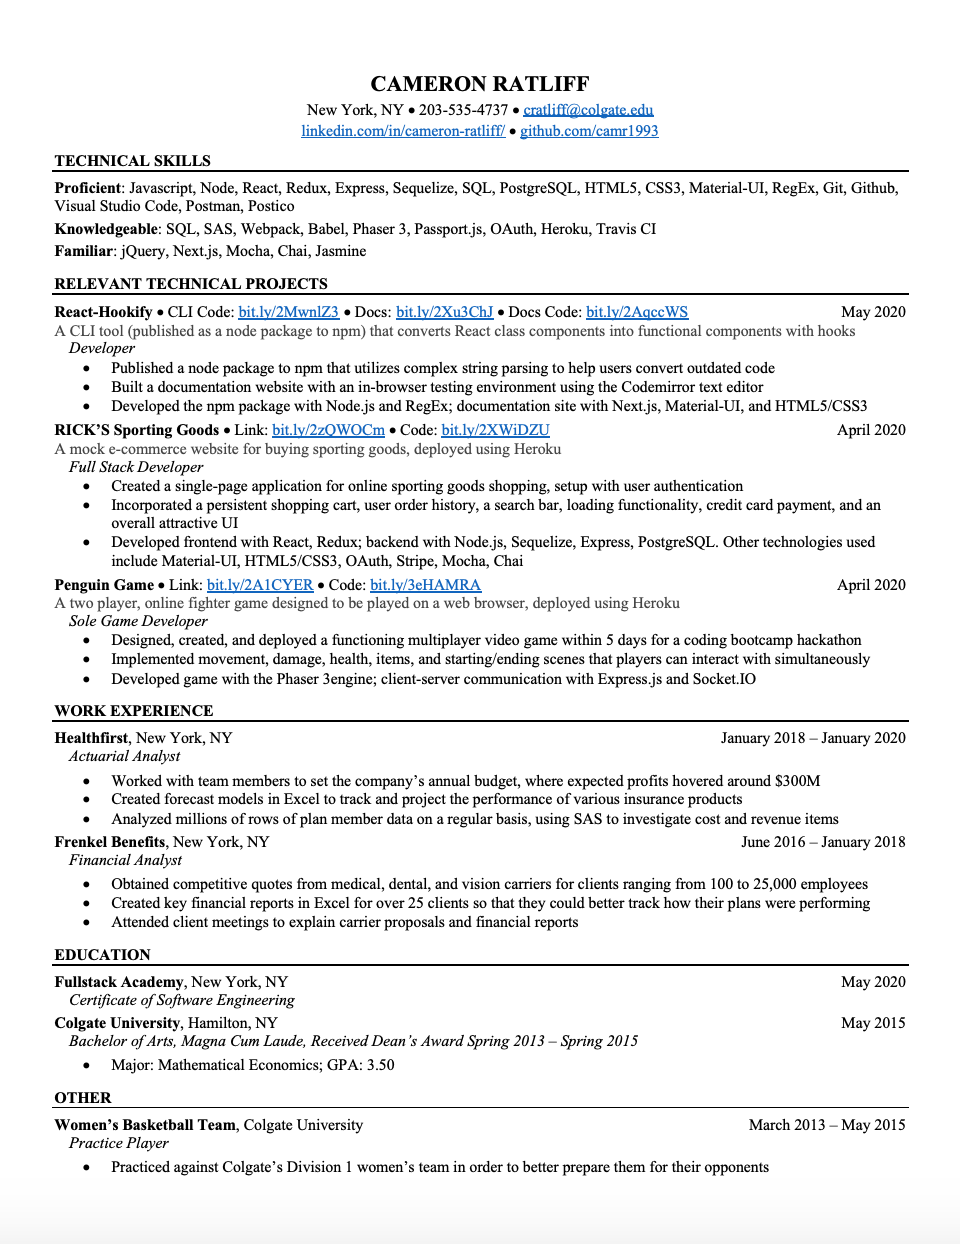 CAMERON RATLIFF
New York, NY • 203-535-4737 • cratliff@colgate.edu
linkedin.com/in/cameron-ratliff/ • github.com/camr1993
TECHNICAL SKILLS
Proficient: Javascript, Node, React, Redux, Express, Sequelize, SQL, PostgreSQL, HTML5, CSS3, Material-UI, RegEx, Git, Github,
Visual Studio Code, Postman, Postico
Knowledgeable: SQL, SAS, Webpack, Babel, Phaser 3, Passport.js, OAuth, Heroku, Travis CI
Familiar: jQuery, Next.js, Mocha, Chai, Jasmine
RELEVANT TECHNICAL PROJECTS
React-Hookify • CLI Code: bit.ly/2MwnlZ3 • Docs: bit.ly/2Xu3ChJ • Docs Code: bit.ly/2AqccWS May 2020
A CLI tool (published as a node package to npm) that converts React class components into functional components with hooks
Developer
• Published a node package to npm that utilizes complex string parsing to help users convert outdated code
• Built a documentation website with an in-browser testing environment using the Codemirror text editor
• Developed the npm package with Node.js and RegEx; documentation site with Next.js, Material-UI, and HTML5/CSS3
RICK'S Sporting Goods • Link: bit.ly/2zQWOCm • Code: bit.ly/2XWiDZU April 2020
A mock e-commerce website for buying sporting goods, deployed using Heroku
Full Stack Developer
• Created a single-page application for online sporting goods shopping, setup with user authentication
• Incorporated a persistent shopping cart, user order history, a search bar, loading functionality, credit card payment, and an
overall attractive UI
• Developed frontend with React, Redux; backend with Node.js, Sequelize, Express, PostgreSQL. Other technologies used
include Material-UI, HTML5/CSS3, OAuth, Stripe, Mocha, Chai
Penguin Game • Link: bit.ly/2A1CYER • Code: bit.ly/3eHAMRA April 2020
A two player, online fighter game designed to be played on a web browser, deployed using Heroku
Sole Game Developer
• Designed, created, and deployed a functioning multiplayer video game within 5 days for a coding bootcamp hackathon
• Implemented movement, damage, health, items, and starting/ending scenes that players can interact with simultaneously
• Developed game with the Phaser 3engine; client-server communication with Express.js and Socket.IO
WORK EXPERIENCE
Healthfirst, New York, NY January 2018 – January 2020
Actuarial Analyst
• Worked with team members to set the company's annual budget, where expected profits hovered around $300M
• Created forecast models in Excel to track and project the performance of various insurance products
• Analyzed millions of rows of plan member data on a regular basis, using SAS to investigate cost and revenue items
Frenkel Benefits, New York, NY June 2016 – January 2018
Financial Analyst
• Obtained competitive quotes from medical, dental, and vision carriers for clients ranging from 100 to 25,000 employees
• Created key financial reports in Excel for over 25 clients so that they could better track how their plans were performing
• Attended client meetings to explain carrier proposals and financial reports
EDUCATION
Fullstack Academy, New York, NY May 2020
Certificate of Software Engineering
Colgate University, Hamilton, NY May 2015
Bachelor of Arts, Magna Cum Laude, Received Dean's Award Spring 2013 – Spring 2015
• Major: Mathematical Economics; GPA: 3.50
OTHER
Women's Basketball Team, Colgate University March 2013 – May 2015
Practice Player
• Practiced against Colgate's Division 1 women's team in order to better prepare them for their opponents